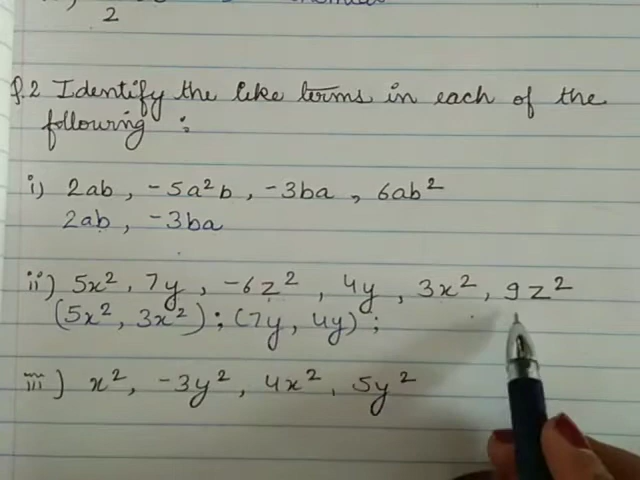 2
Q.2 Identify the like terms in each of the
following :
i) 2ab, -5a²b, -3ba, 6ab²
2ab, -3ba
ii) 5x², 7y, -6z², 4y, 3x², 9z²
(5x², 3x²); (7y, 4y);
iii) x², -3y², 4x², 5y²